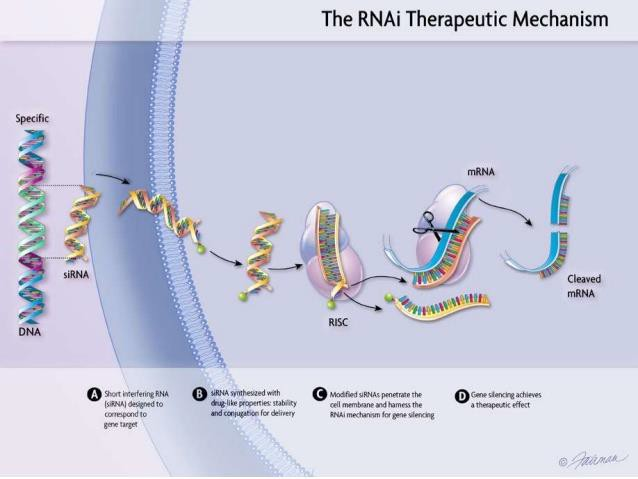 The RNAi Therapeutic Mechanism
Specific
siRNA
DNA
RISC
mRNA
Cleaved
mRNA
A Short interfering RNA
(siRNA) designed to
correspond to
gene target
B siRNA synthesized with
drug-like properties: stability
and conjugation for delivery
C Modified siRNAs penetrate the
cell membrane and harness the
RNAi mechanism for gene silencing
D Gene silencing achieves
a therapeutic effect
© Fairman